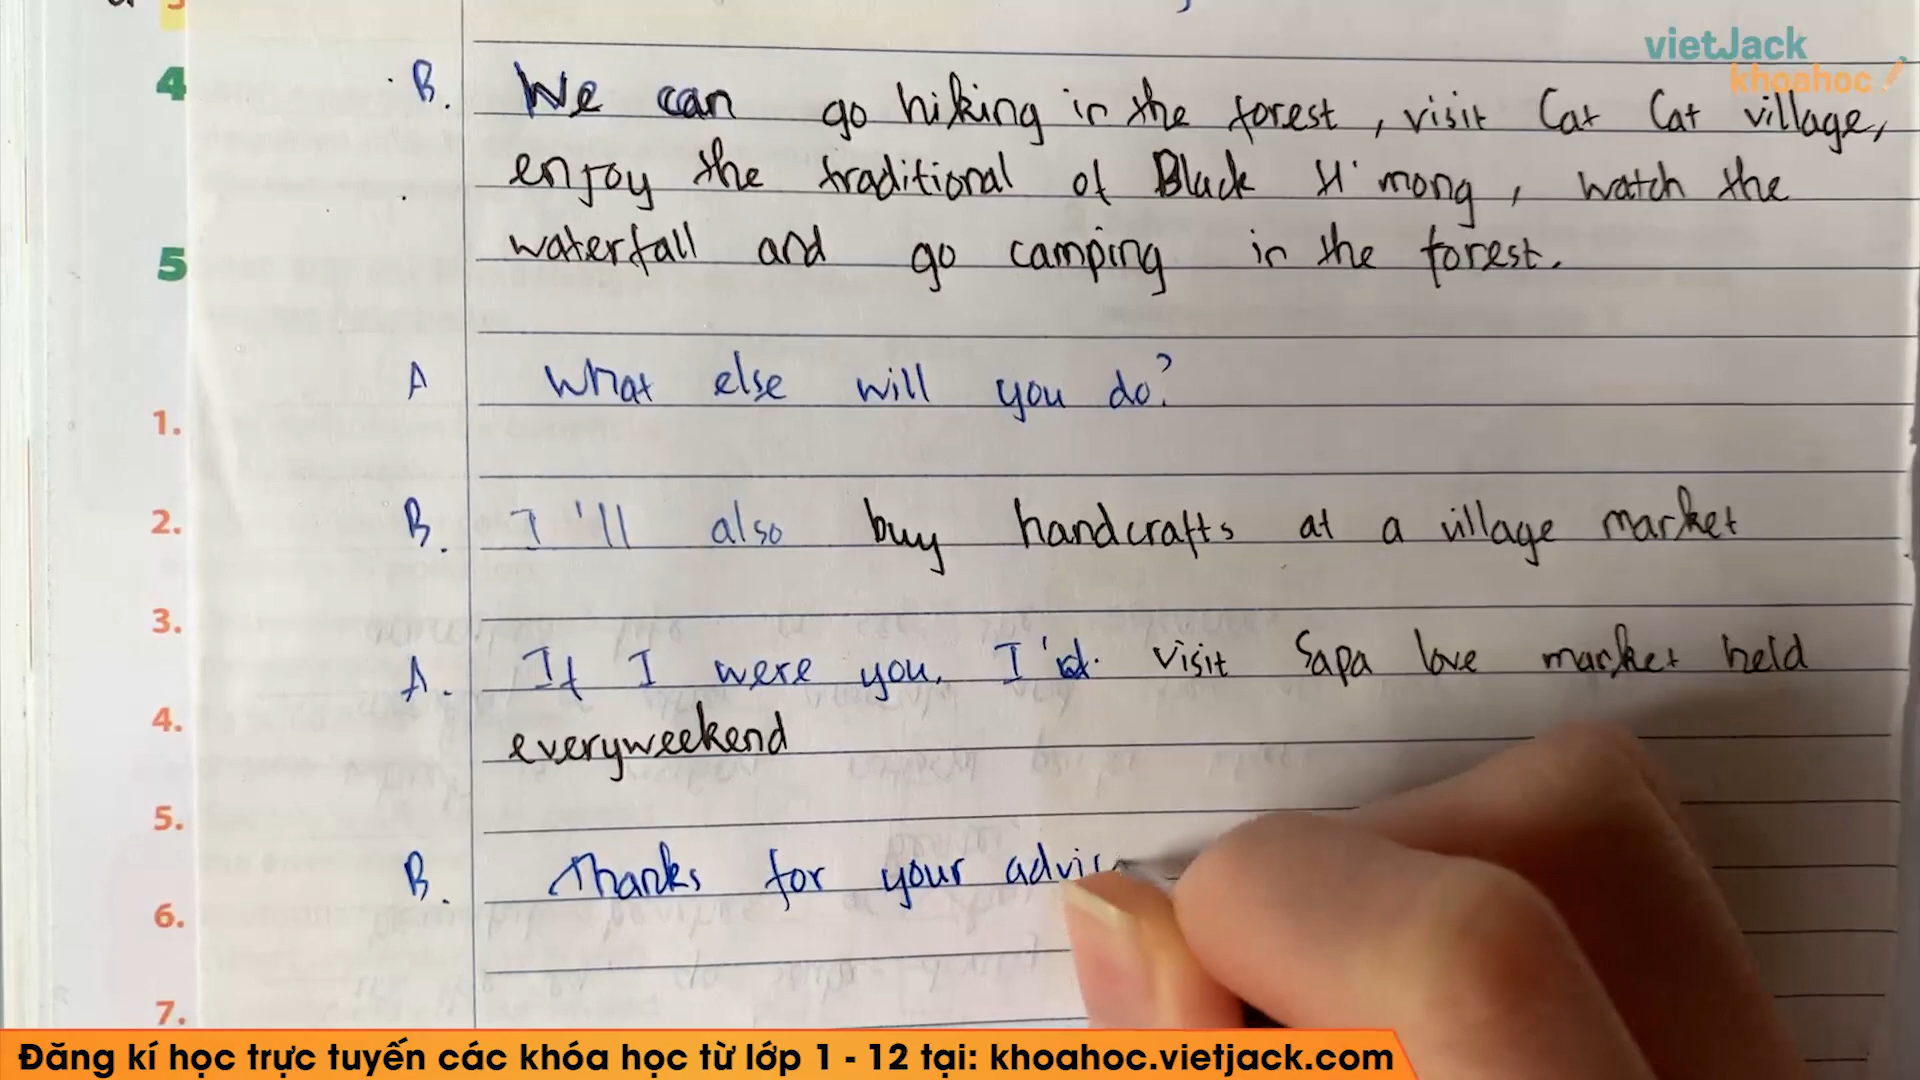 vietJack
khoahoc
4
B. We can go hiking in the forest, visit Cat Cat village,
enjoy the traditional of Black H'mong, watch the
5
waterfall and go camping in the forest.
A What else will you do?
1.
2.
B. I'll also buy handcrafts at a village market
3.
A. If I were you, I'd visit Sapa love market held
4.
everyweekend
5.
B. Thanks for your advic
6.
7.
Đăng kí học trực tuyến các khóa học từ lớp 1 - 12 tại: khoahoc.vietjack.com